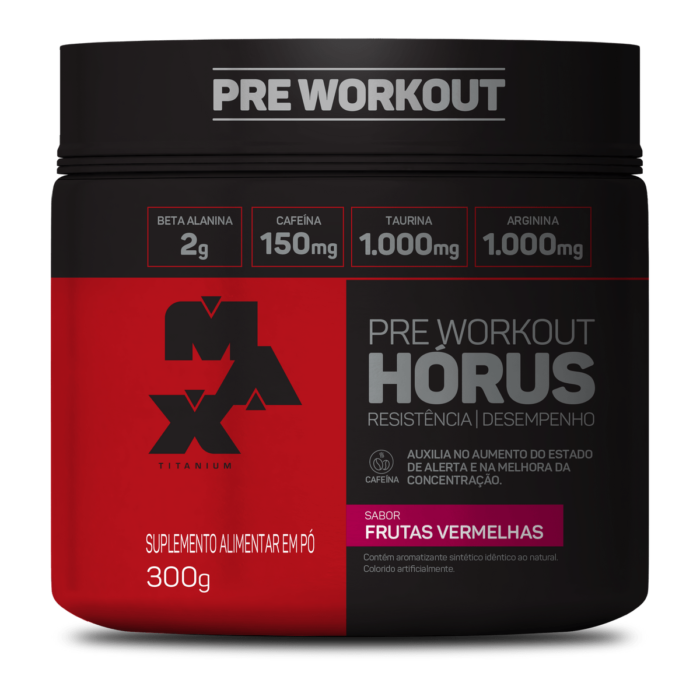 PRE WORKOUT
BETA ALANINA
2g
CAFEÍNA
150mg
TAURINA
1.000mg
ARGININA
1.000mg
MAX
TITANIUM
PRE WORKOUT
HÓRUS
RESISTÊNCIA|DESEMPENHO
CAFEÍNA
AUXILIA NO AUMENTO DO ESTADO
DE ALERTA E NA MELHORA DA
CONCENTRAÇÃO.
SABOR
FRUTAS VERMELHAS
Contém aromatizante sintético idêntico ao natural.
Colorido artificialmente.
SUPLEMENTO ALIMENTAR EM PÓ
300g